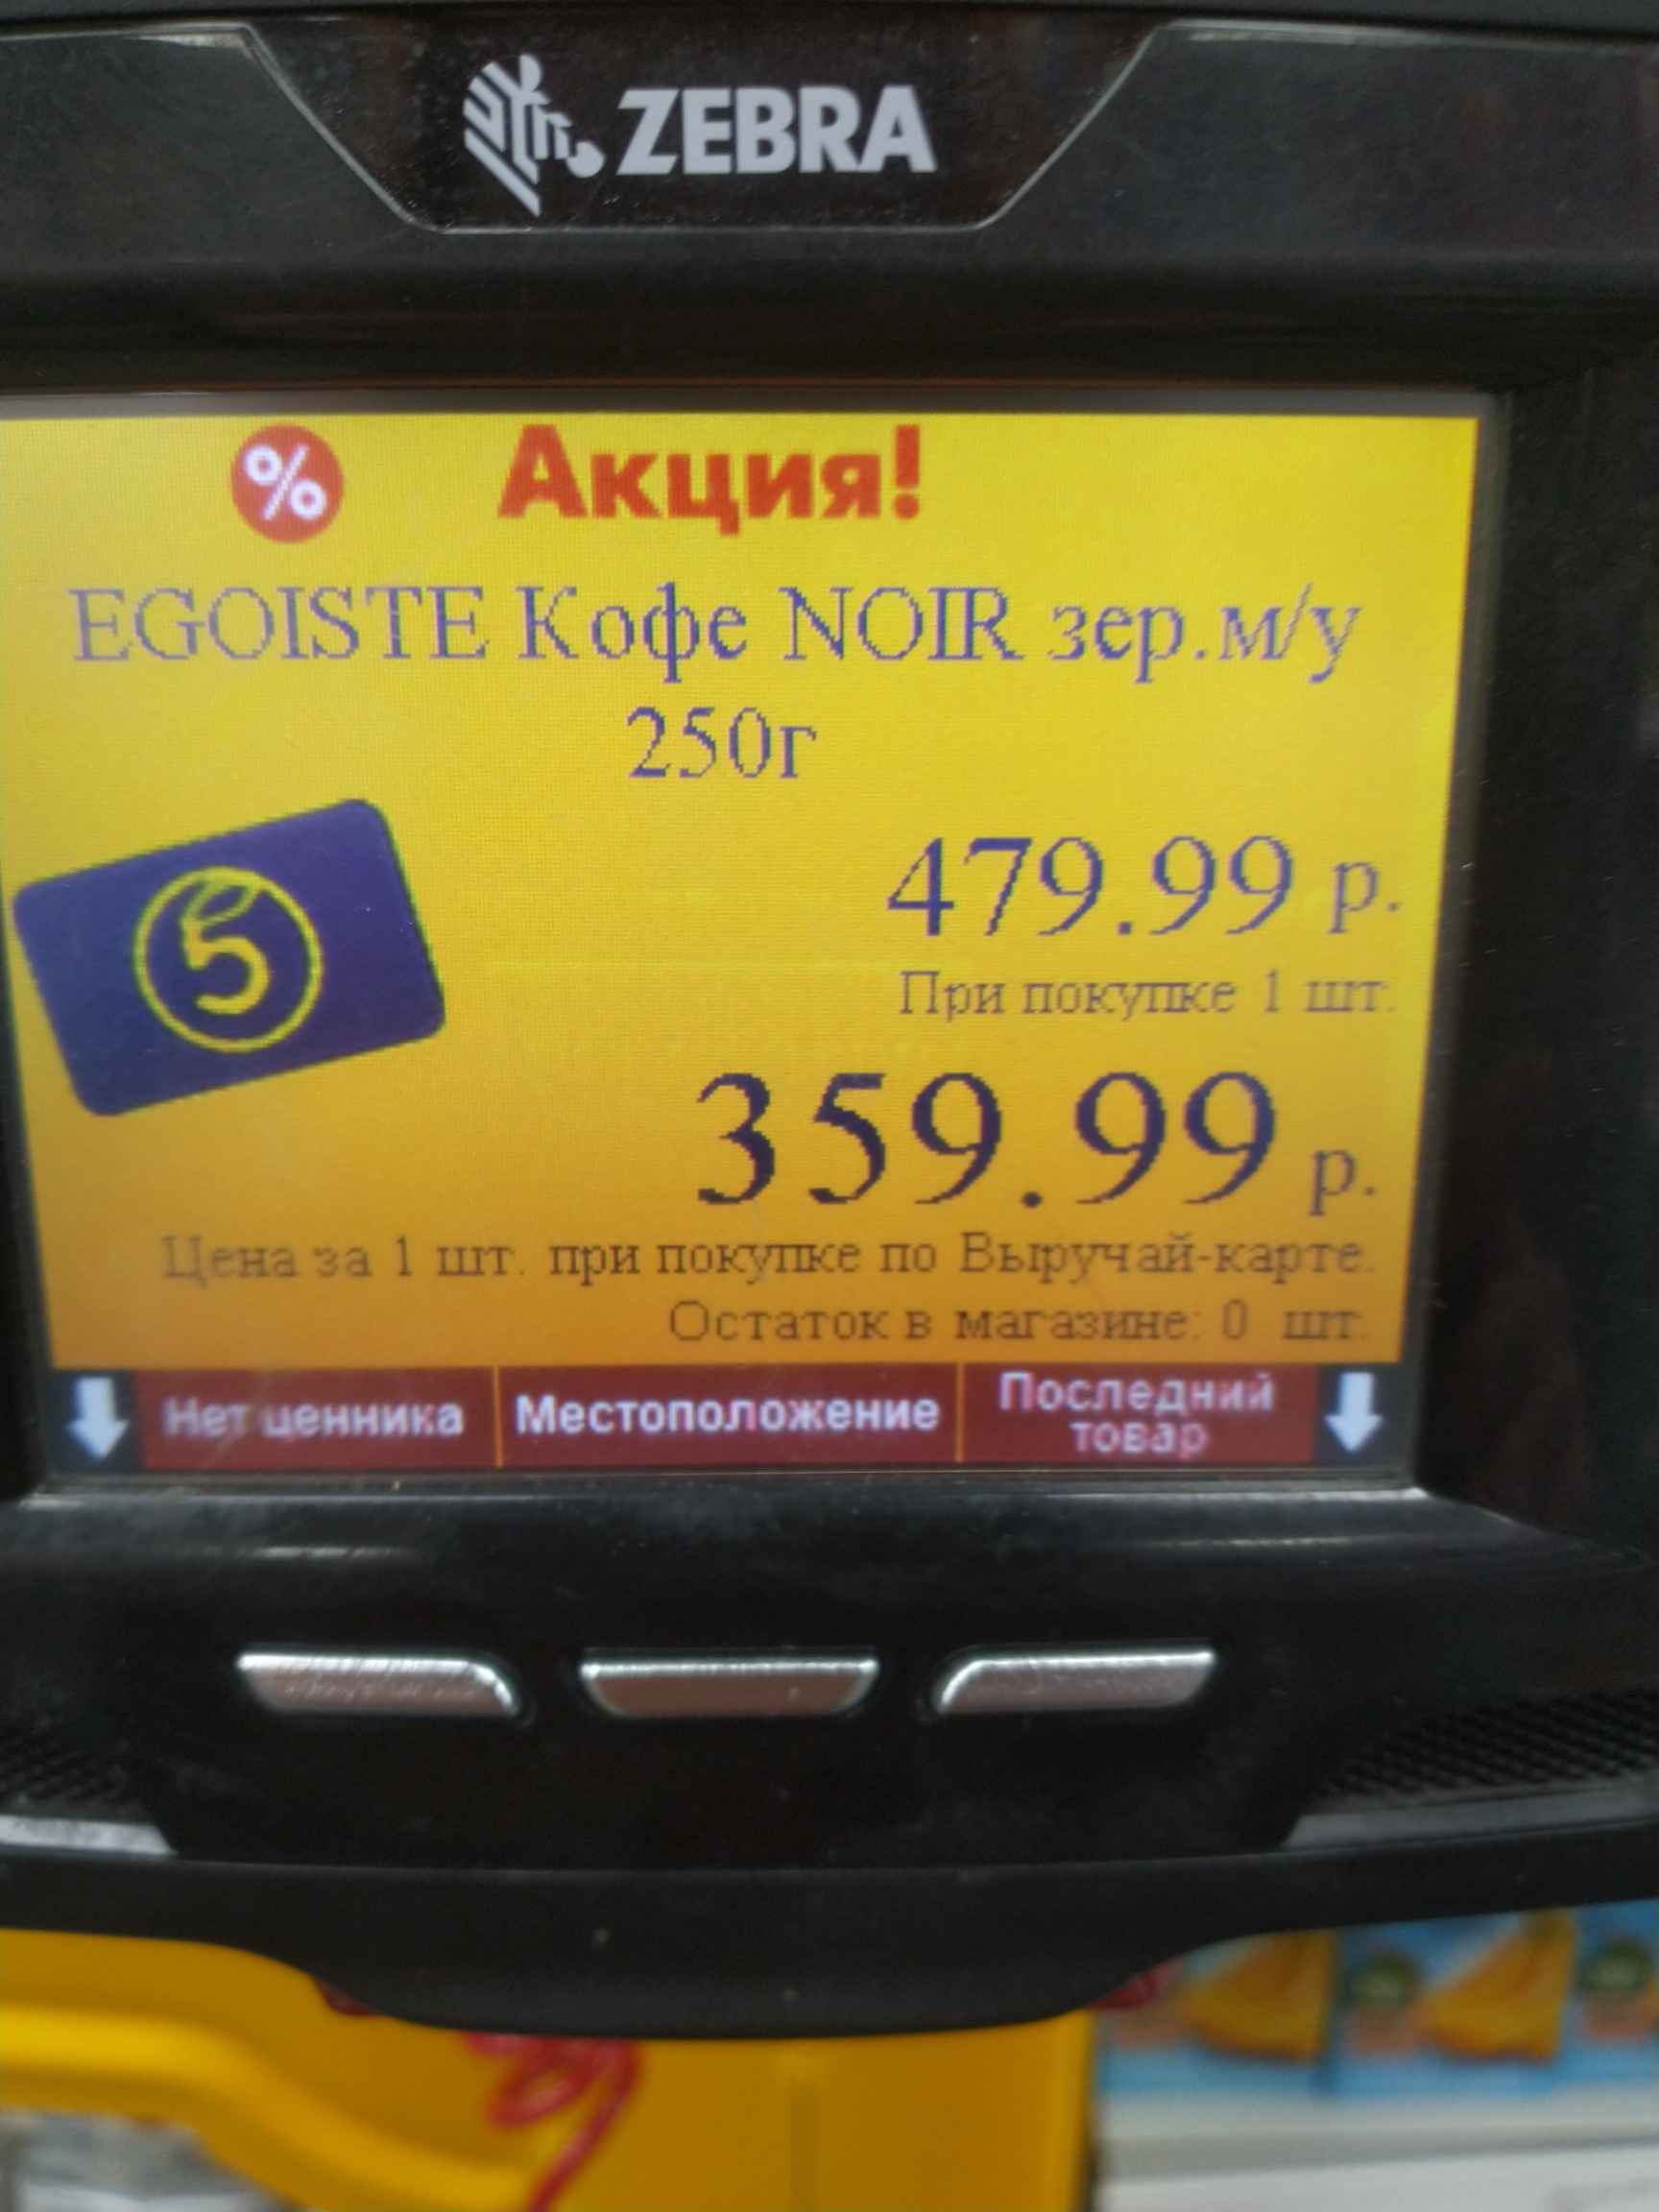 ZEBRA
% Акция!
EGOISTE Кофе NOIR зер.м/у
250г
5
479.99 р.
При покупке 1 шт.
359.99 р.
Цена за 1 шт. при покупке по Выручай-карте.
Остаток в магазине: 0 шт.
Нет ценника
Местоположение
Последний
товар